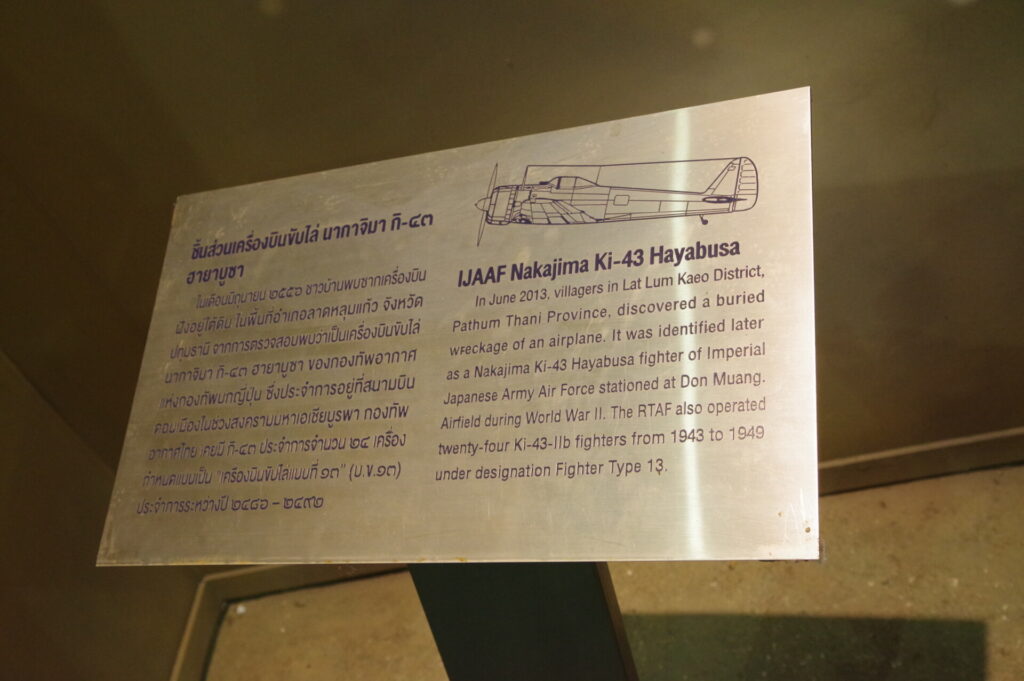 ชิ้นส่วนเครื่องบินขับไล่ นากาจิมา กิ-๔๓
ฮายาบูซา
ในเดือนมิถุนายน ๒๕๕๖ ชาวบ้านพบซากเครื่องบิน
ฝังอยู่ใต้ดิน ในพื้นที่อำเภอลาดหลุมแก้ว จังหวัด
ปทุมธานี จากการตรวจสอบพบว่าเป็นเครื่องบินขับไล่
นากาจิมา กิ-๔๓ ฮายาบูซา ของกองทัพอากาศ
แห่งกองทัพบกญี่ปุ่น ซึ่งประจำการอยู่ที่สนามบิน
ดอนเมืองในช่วงสงครามมหาเอเชียบูรพา กองทัพ
อากาศไทย เคยมี กิ-๔๓ ประจำการจำนวน ๒๔ เครื่อง
กำหนดแบบเป็น "เครื่องบินขับไล่แบบที่ ๑๓" (บ.ข.๑๓)
ประจำการระหว่างปี ๒๔๘๖ – ๒๔๙๒
IJAAF Nakajima Ki-43 Hayabusa
In June 2013, villagers in Lat Lum Kaeo District,
Pathum Thani Province, discovered a buried
wreckage of an airplane. It was identified later
as a Nakajima Ki-43 Hayabusa fighter of Imperial
Japanese Army Air Force stationed at Don Muang.
Airfield during World War II. The RTAF also operated
twenty-four Ki-43-IIb fighters from 1943 to 1949
under designation Fighter Type 13.